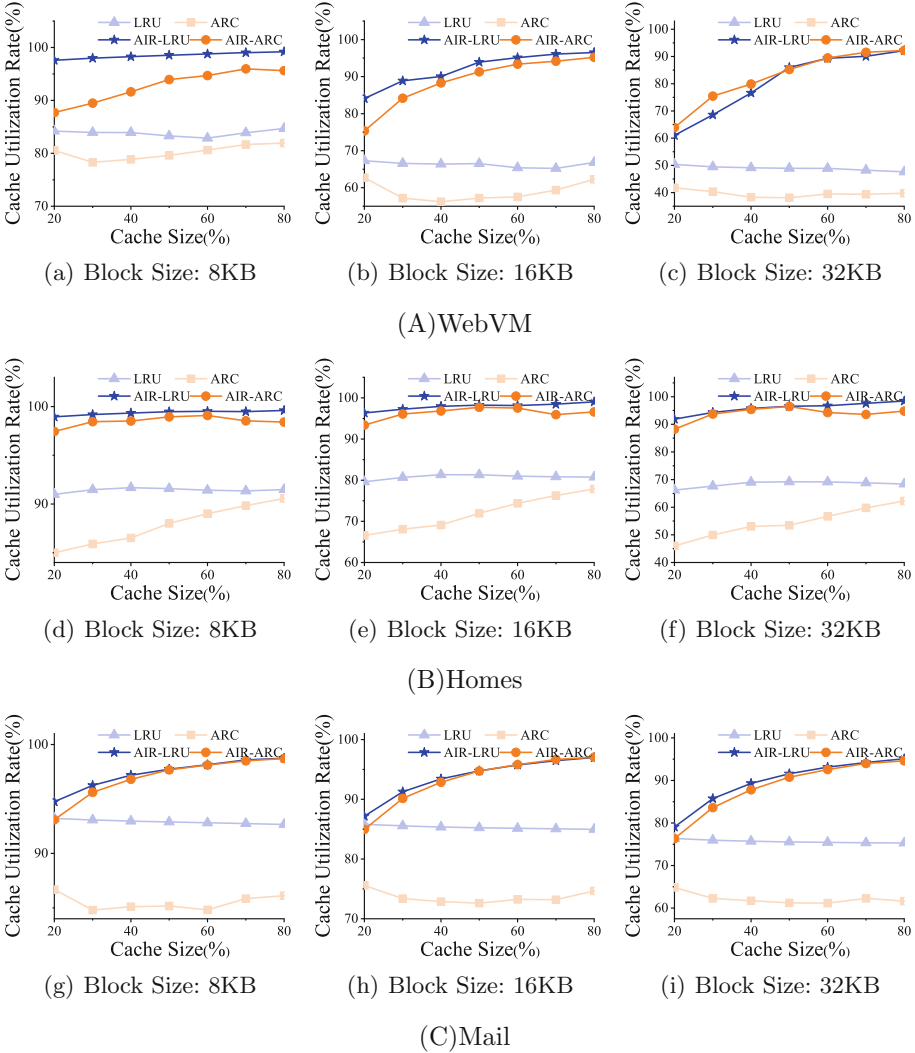 LRU ARC
AIR-LRU AIR-ARC
Cache Utilization Rate(%)
100
90
80
70
20 40 60 80
Cache Size(%)
(a) Block Size: 8KB
LRU ARC
AIR-LRU AIR-ARC
Cache Utilization Rate(%)
100
90
80
70
60
20 40 60 80
Cache Size(%)
(b) Block Size: 16KB
LRU ARC
AIR-LRU AIR-ARC
Cache Utilization Rate(%)
100
90
80
70
60
50
40
20 40 60 80
Cache Size(%)
(c) Block Size: 32KB
(A)WebVM
LRU ARC
AIR-LRU AIR-ARC
Cache Utilization Rate(%)
100
90
20 40 60 80
Cache Size(%)
(d) Block Size: 8KB
LRU ARC
AIR-LRU AIR-ARC
Cache Utilization Rate(%)
100
90
80
70
60
20 40 60 80
Cache Size(%)
(e) Block Size: 16KB
LRU ARC
AIR-LRU AIR-ARC
Cache Utilization Rate(%)
100
90
80
70
60
50
40
20 40 60 80
Cache Size(%)
(f) Block Size: 32KB
(B)Homes
LRU ARC
AIR-LRU AIR-ARC
Cache Utilization Rate(%)
100
90
20 40 60 80
Cache Size(%)
(g) Block Size: 8KB
LRU ARC
AIR-LRU AIR-ARC
Cache Utilization Rate(%)
100
90
80
70
20 40 60 80
Cache Size(%)
(h) Block Size: 16KB
LRU ARC
AIR-LRU AIR-ARC
Cache Utilization Rate(%)
100
90
80
70
60
20 40 60 80
Cache Size(%)
(i) Block Size: 32KB
(C)Mail